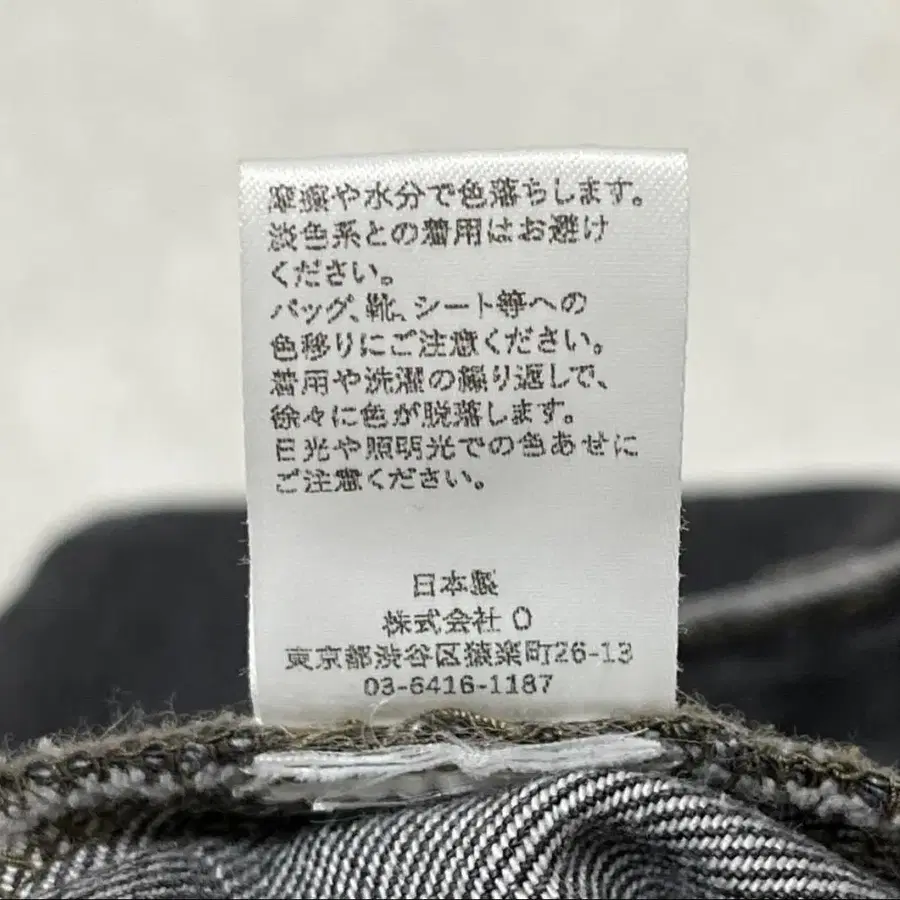 摩擦や水分で色落ちします。
淡色系との着用はお避け
ください。
バッグ、靴、シート等への
色移りにご注意ください。
着用や洗濯の繰り返しで、
徐々に色が脱落します。
日光や照明光での色あせに
ご注意ください。
日本製
株式会社 O
東京都渋谷区猿楽町26-13
03-6416-1187